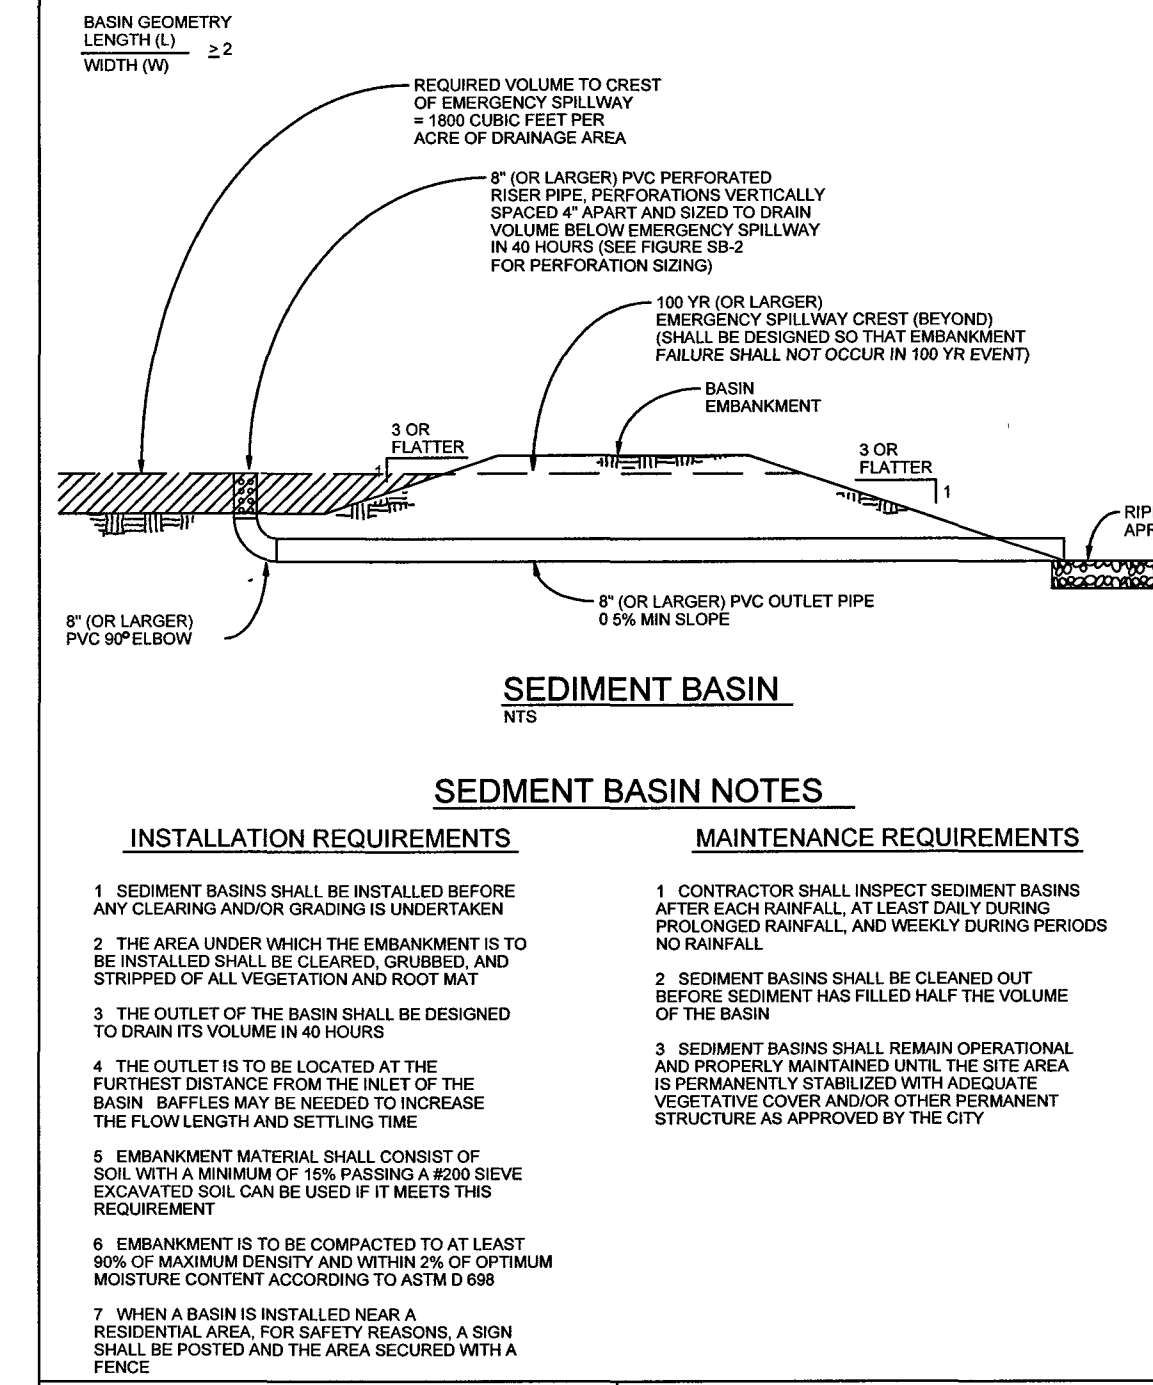 BASIN GEOMETRY
LENGTH (L)
≥ 2
WIDTH (W)
REQUIRED VOLUME TO CREST
OF EMERGENCY SPILLWAY
= 1800 CUBIC FEET PER
ACRE OF DRAINAGE AREA
8" (OR LARGER) PVC PERFORATED
RISER PIPE, PERFORATIONS VERTICALLY
SPACED 4" APART AND SIZED TO DRAIN
VOLUME BELOW EMERGENCY SPILLWAY
IN 40 HOURS (SEE FIGURE SB-2
FOR PERFORATION SIZING)
100 YR (OR LARGER)
EMERGENCY SPILLWAY CREST (BEYOND)
(SHALL BE DESIGNED SO THAT EMBANKMENT
FAILURE SHALL NOT OCCUR IN 100 YR EVENT)
BASIN
EMBANKMENT
3 OR
FLATTER
1
3 OR
FLATTER
1
RIP
APR
8" (OR LARGER)
PVC 90° ELBOW
8" (OR LARGER) PVC OUTLET PIPE
0 5% MIN SLOPE
SEDIMENT BASIN
NTS
SEDMENT BASIN NOTES
INSTALLATION REQUIREMENTS
1 SEDIMENT BASINS SHALL BE INSTALLED BEFORE
ANY CLEARING AND/OR GRADING IS UNDERTAKEN
2 THE AREA UNDER WHICH THE EMBANKMENT IS TO
BE INSTALLED SHALL BE CLEARED, GRUBBED, AND
STRIPPED OF ALL VEGETATION AND ROOT MAT
3 THE OUTLET OF THE BASIN SHALL BE DESIGNED
TO DRAIN ITS VOLUME IN 40 HOURS
4 THE OUTLET IS TO BE LOCATED AT THE
FURTHEST DISTANCE FROM THE INLET OF THE
BASIN BAFFLES MAY BE NEEDED TO INCREASE
THE FLOW LENGTH AND SETTLING TIME
5 EMBANKMENT MATERIAL SHALL CONSIST OF
SOIL WITH A MINIMUM OF 15% PASSING A #200 SIEVE
EXCAVATED SOIL CAN BE USED IF IT MEETS THIS
REQUIREMENT
6 EMBANKMENT IS TO BE COMPACTED TO AT LEAST
90% OF MAXIMUM DENSITY AND WITHIN 2% OF OPTIMUM
MOISTURE CONTENT ACCORDING TO ASTM D 698
7 WHEN A BASIN IS INSTALLED NEAR A
RESIDENTIAL AREA, FOR SAFETY REASONS, A SIGN
SHALL BE POSTED AND THE AREA SECURED WITH A
FENCE
MAINTENANCE REQUIREMENTS
1 CONTRACTOR SHALL INSPECT SEDIMENT BASINS
AFTER EACH RAINFALL, AT LEAST DAILY DURING
PROLONGED RAINFALL, AND WEEKLY DURING PERIODS
NO RAINFALL
2 SEDIMENT BASINS SHALL BE CLEANED OUT
BEFORE SEDIMENT HAS FILLED HALF THE VOLUME
OF THE BASIN
3 SEDIMENT BASINS SHALL REMAIN OPERATIONAL
AND PROPERLY MAINTAINED UNTIL THE SITE AREA
IS PERMANENTLY STABILIZED WITH ADEQUATE
VEGETATIVE COVER AND/OR OTHER PERMANENT
STRUCTURE AS APPROVED BY THE CITY